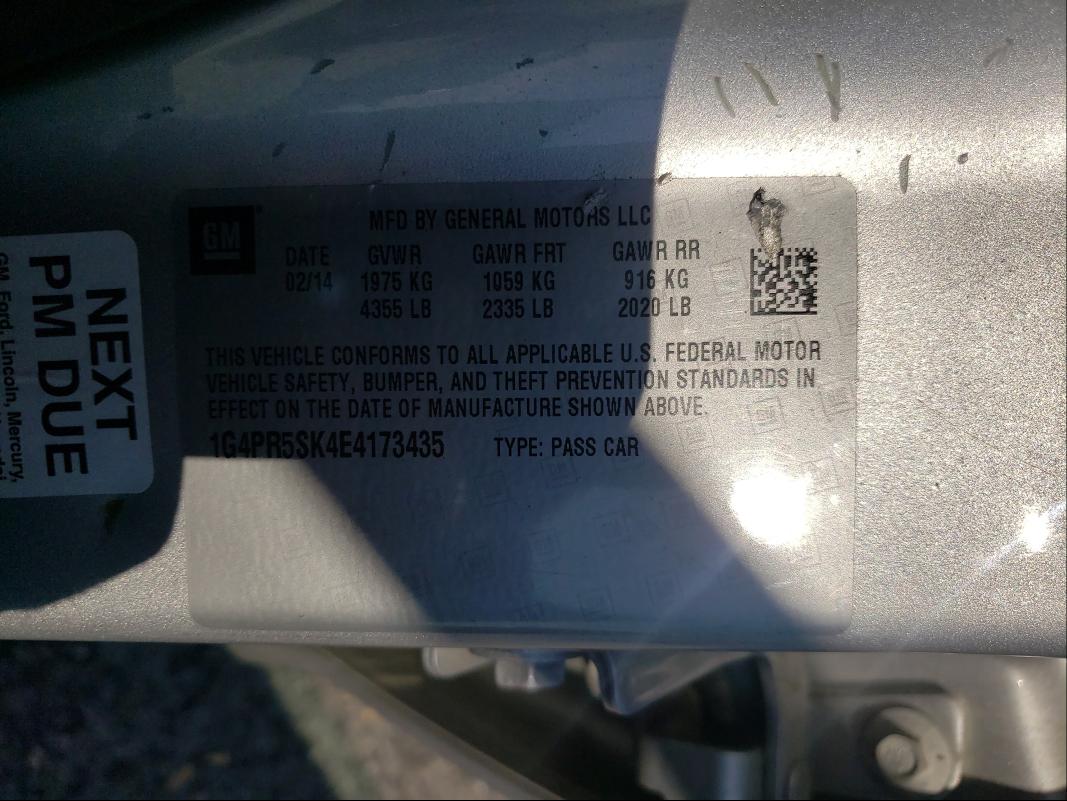 GM
MFD BY GENERAL MOTORS LLC
DATE GVWR GAWR FRT GAWR RR
02/14 1975 KG 1059 KG 916 KG
4355 LB 2335 LB 2020 LB
THIS VEHICLE CONFORMS TO ALL APPLICABLE U.S. FEDERAL MOTOR
VEHICLE SAFETY, BUMPER, AND THEFT PREVENTION STANDARDS IN
EFFECT ON THE DATE OF MANUFACTURE SHOWN ABOVE.
1G4PR5SK4E4173435 TYPE: PASS CAR
NEXT
PM DUE
GM, Ford, Lincoln, Mercury,